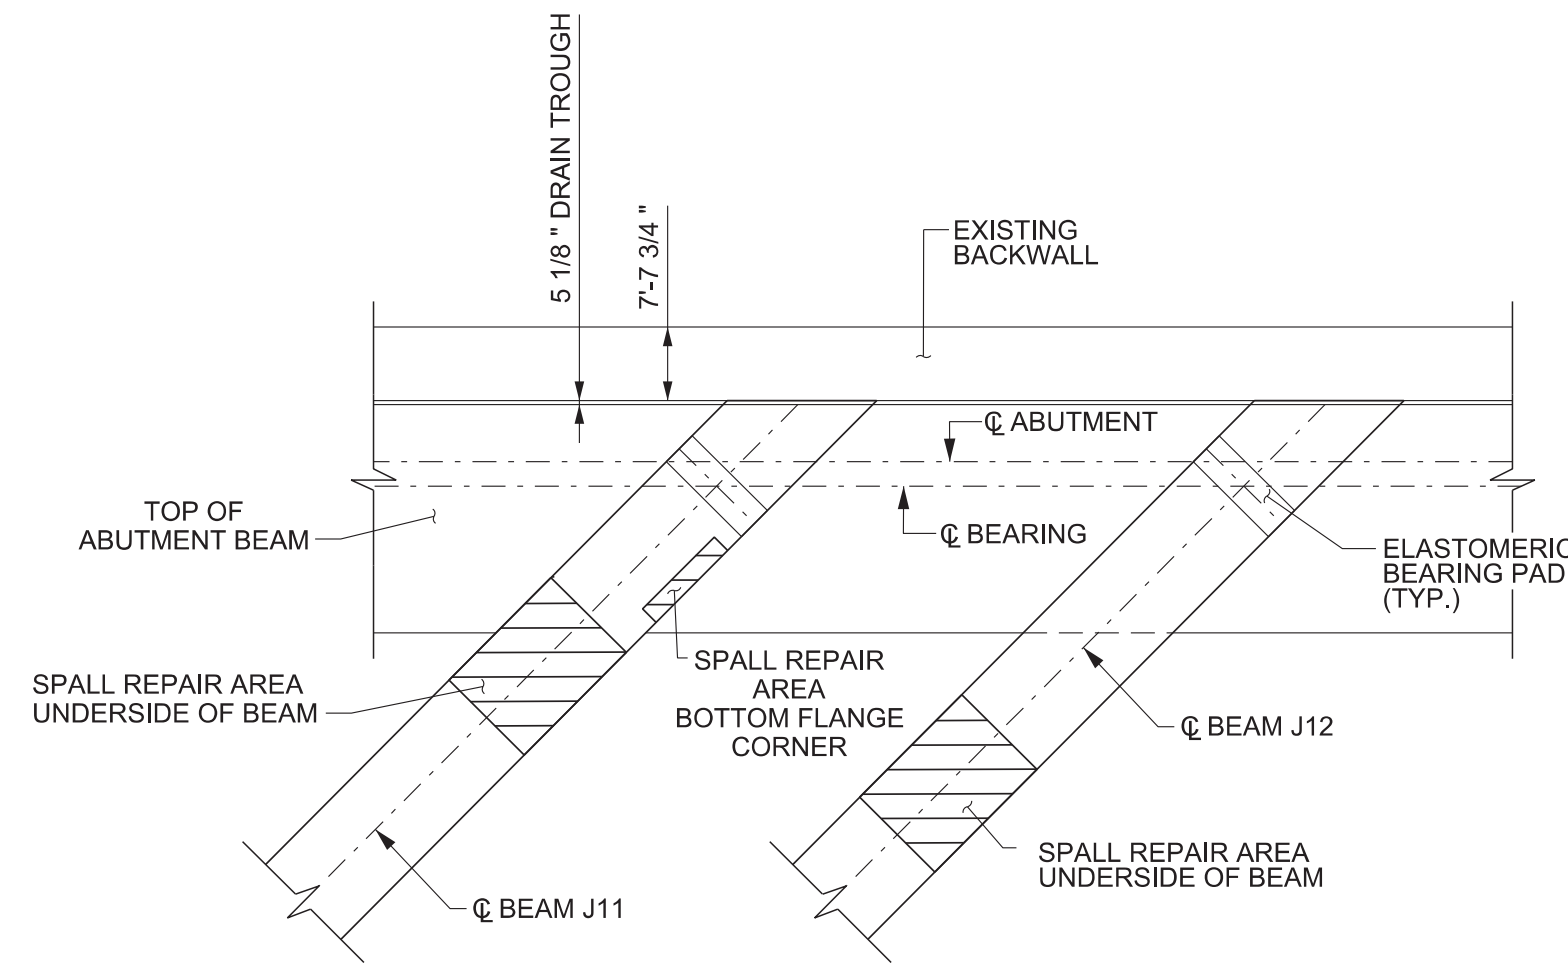 5 1/8 " DRAIN TROUGH
7'-7 3/4 "
EXISTING
BACKWALL
℄ ABUTMENT
TOP OF
ABUTMENT BEAM
℄ BEARING
ELASTOMERIC
BEARING PAD
(TYP.)
SPALL REPAIR AREA
UNDERSIDE OF BEAM
SPALL REPAIR
AREA
BOTTOM FLANGE
CORNER
℄ BEAM J12
SPALL REPAIR AREA
UNDERSIDE OF BEAM
℄ BEAM J11